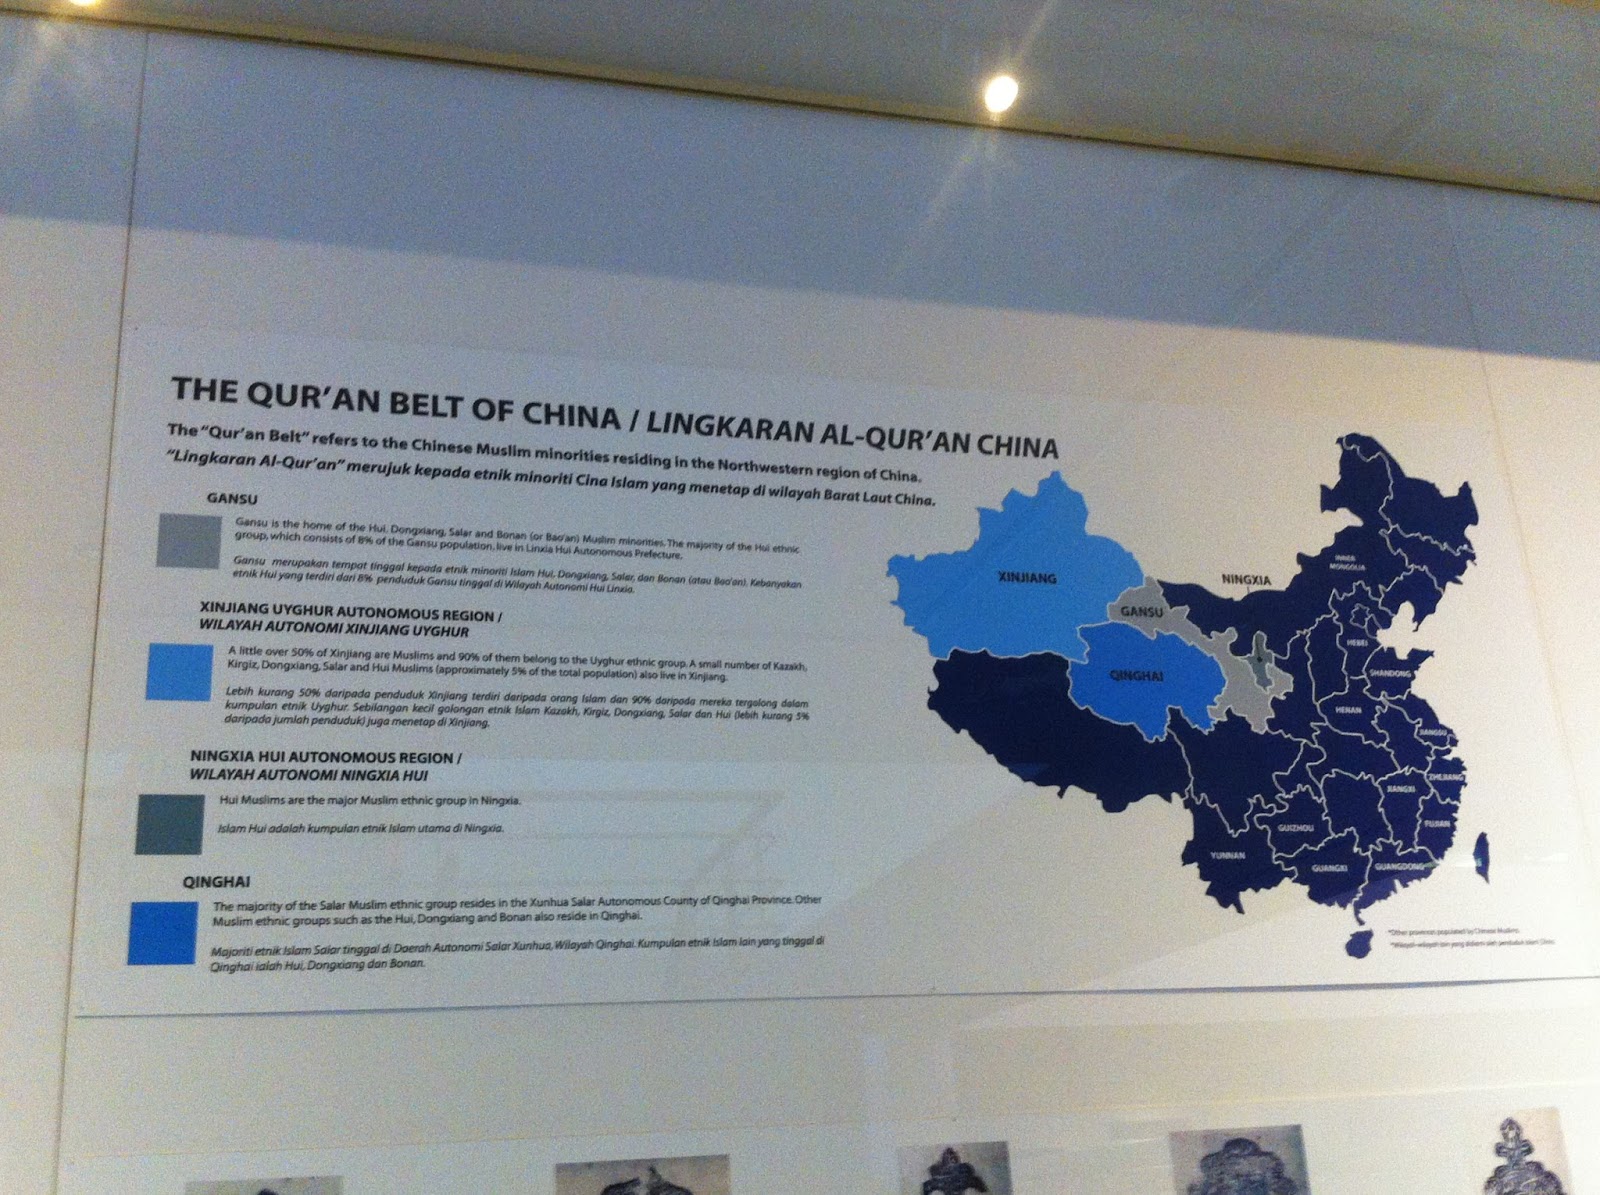 THE QUR'AN BELT OF CHINA / LINGKARAN AL-QUR'AN CHINA
The "Qur'an Belt" refers to the Chinese Muslim minorities residing in the Northwestern region of China.
"Lingkaran Al-Qur'an" merujuk kepada etnik minoriti Cina Islam yang menetap di wilayah Barat Laut China.
GANSU
Gansu is the home of the Hui, Dongxiang, Salar and Bonan (or Bao'an) Muslim minorities. The majority of the Hui ethnic
group, which consists of 8% of the Gansu population, live in Linxia Hui Autonomous Prefecture.
Gansu merupakan tempat tinggal kepada etnik minoriti Islam Hui, Dongxiang, Salar, dan Bonan (atau Bao'an). Kebanyakan
etnik Hui yang terdiri dari 8% penduduk Gansu tinggal di Wilayah Autonomi Hui Linxia.
XINJIANG UYGHUR AUTONOMOUS REGION /
WILAYAH AUTONOMI XINJIANG UYGHUR
A little over 50% of Xinjiang are Muslims and 90% of them belong to the Uyghur ethnic group. A small number of Kazakh,
Kirgiz, Dongxiang, Salar and Hui Muslims (approximately 5% of the total population) also live in Xinjiang.
Lebih kurang 50% daripada penduduk Xinjiang terdiri daripada orang Islam dan 90% daripada mereka tergolong dalam
kumpulan etnik Uyghur. Sebilangan kecil golongan etnik Islam Kazakh, Kirgiz, Dongxiang, Salar dan Hui (lebih kurang 5%
daripada jumlah penduduk) juga menetap di Xinjiang.
NINGXIA HUI AUTONOMOUS REGION /
WILAYAH AUTONOMI NINGXIA HUI
Hui Muslims are the major Muslim ethnic group in Ningxia.
Islam Hui adalah kumpulan etnik Islam utama di Ningxia.
QINGHAI
The majority of the Salar Muslim ethnic group resides in the Xunhua Salar Autonomous County of Qinghai Province. Other
Muslim ethnic groups such as the Hui, Dongxiang and Bonan also reside in Qinghai.
Majoriti etnik Islam Salar tinggal di Daerah Autonomi Salar Xunhua, Wilayah Qinghai. Kumpulan etnik Islam lain yang tinggal di
Qinghai ialah Hui, Dongxiang dan Bonan.
XINJIANG
GANSU
NINGXIA
QINGHAI
INNER
MONGOLIA
HEBEI
SHANDONG
HENAN
JIANGSU
ZHEJIANG
JIANGXI
FUJIAN
GUIZHOU
YUNNAN
GUANGXI
GUANGDONG
*Other provinces populated by Chinese Muslims.
*Wilayah-wilayah lain yang didiami oleh penduduk Islam China.